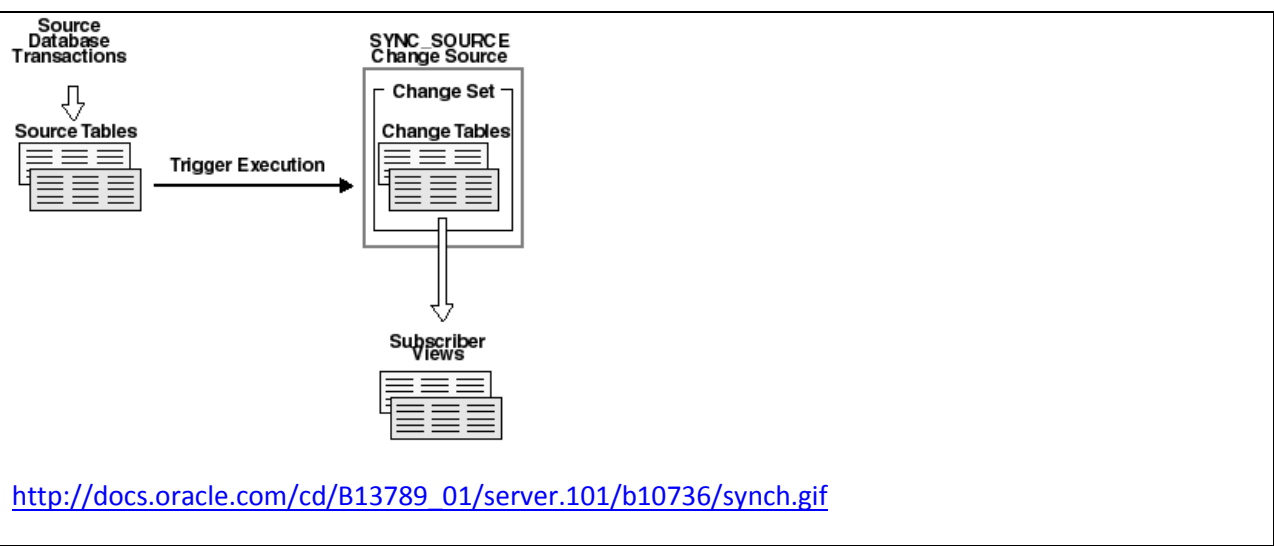 Source
Database
Transactions
SYNC_SOURCE
Change Source
Change Set
Source Tables
Change Tables
Trigger Execution
Subscriber
Views
http://docs.oracle.com/cd/B13789_01/server.101/b10736/synch.gif